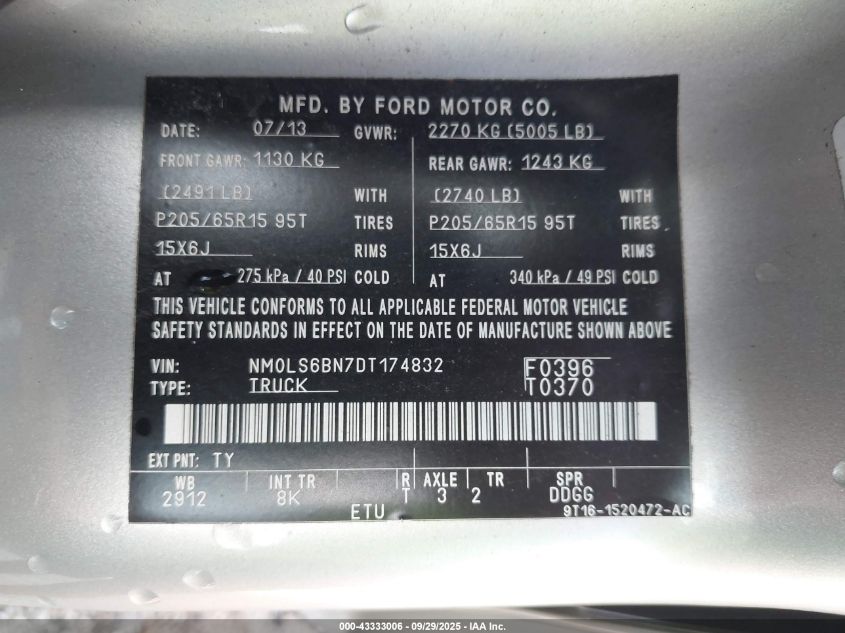 MFD. BY FORD MOTOR CO.
DATE: 07/13 GVWR: 2270 KG (5005 LB)
FRONT GAWR: 1130 KG REAR GAWR: 1243 KG
(2491 LB) WITH (2740 LB) WITH
P205/65R15 95T TIRES P205/65R15 95T TIRES
15X6J RIMS 15X6J RIMS
AT 275 kPa / 40 PSI COLD AT 340 kPa / 49 PSI COLD
THIS VEHICLE CONFORMS TO ALL APPLICABLE FEDERAL MOTOR VEHICLE
SAFETY STANDARDS IN EFFECT ON THE DATE OF MANUFACTURE SHOWN ABOVE
VIN: NM0LS6BN7DT174832 F0396
TYPE: TRUCK T0370
EXT PNT: TY
WB INT TR R AXLE TR SPR
2912 8K T 3 2 DDGG
ETU 9T16-1520472-AC
000-43333006 - 09/29/2025 - IAA Inc.